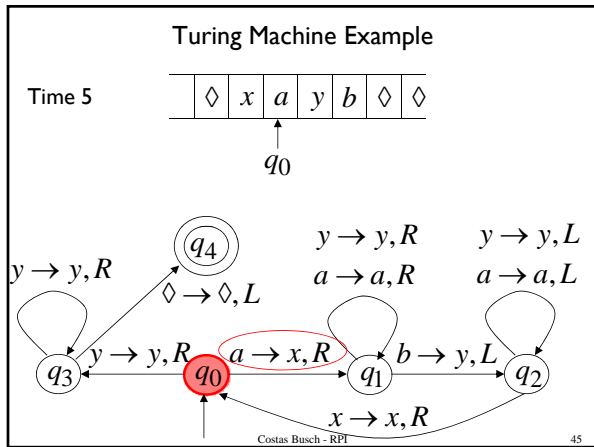 Turing Machine Example
Time 5
◊ x a y b ◊ ◊
q₀
y → y, R
y → y, L
y → y, R
q₄
a → a, R
a → a, L
◊ → ◊, L
y → y, R
a → x, R
b → y, L
q₃
q₀
q₁
q₂
x → x, R
Costas Busch - RPI
45